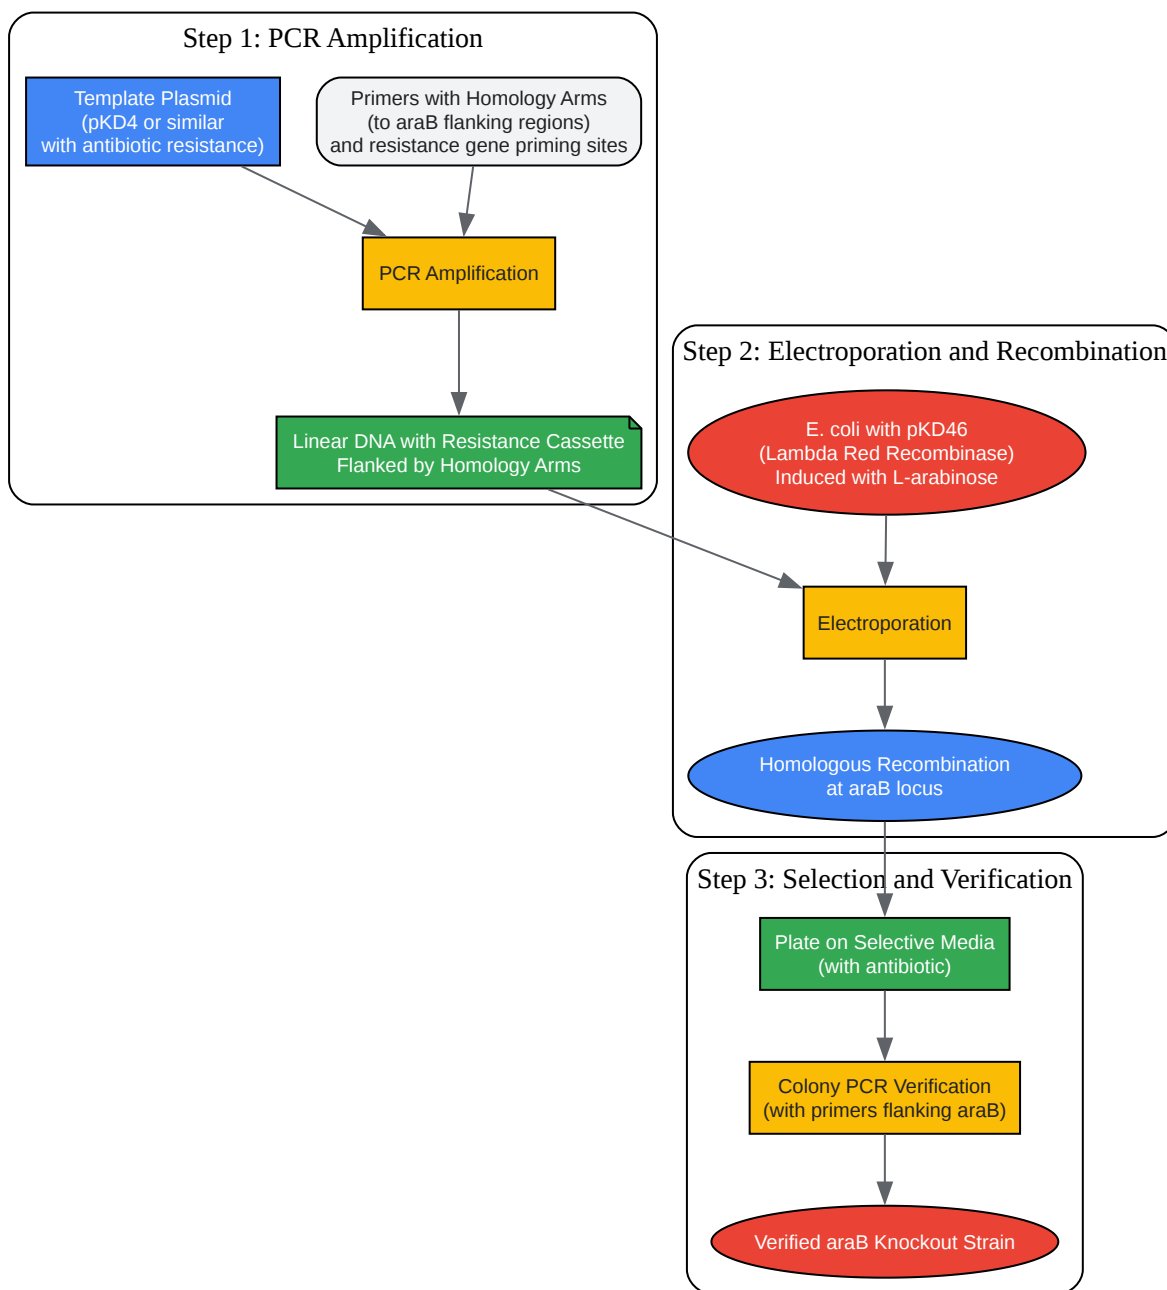 Step 1: PCR Amplification
Template Plasmid
(pKD4 or similar
with antibiotic resistance)
Primers with Homology Arms
(to araB flanking regions)
and resistance gene priming sites
PCR Amplification
Linear DNA with Resistance Cassette
Flanked by Homology Arms
Step 2: Electroporation and Recombination
E. coli with pKD46
(Lambda Red Recombinase)
Induced with L-arabinose
Electroporation
Homologous Recombination
at araB locus
Step 3: Selection and Verification
Plate on Selective Media
(with antibiotic)
Colony PCR Verification
(with primers flanking araB)
Verified araB Knockout Strain